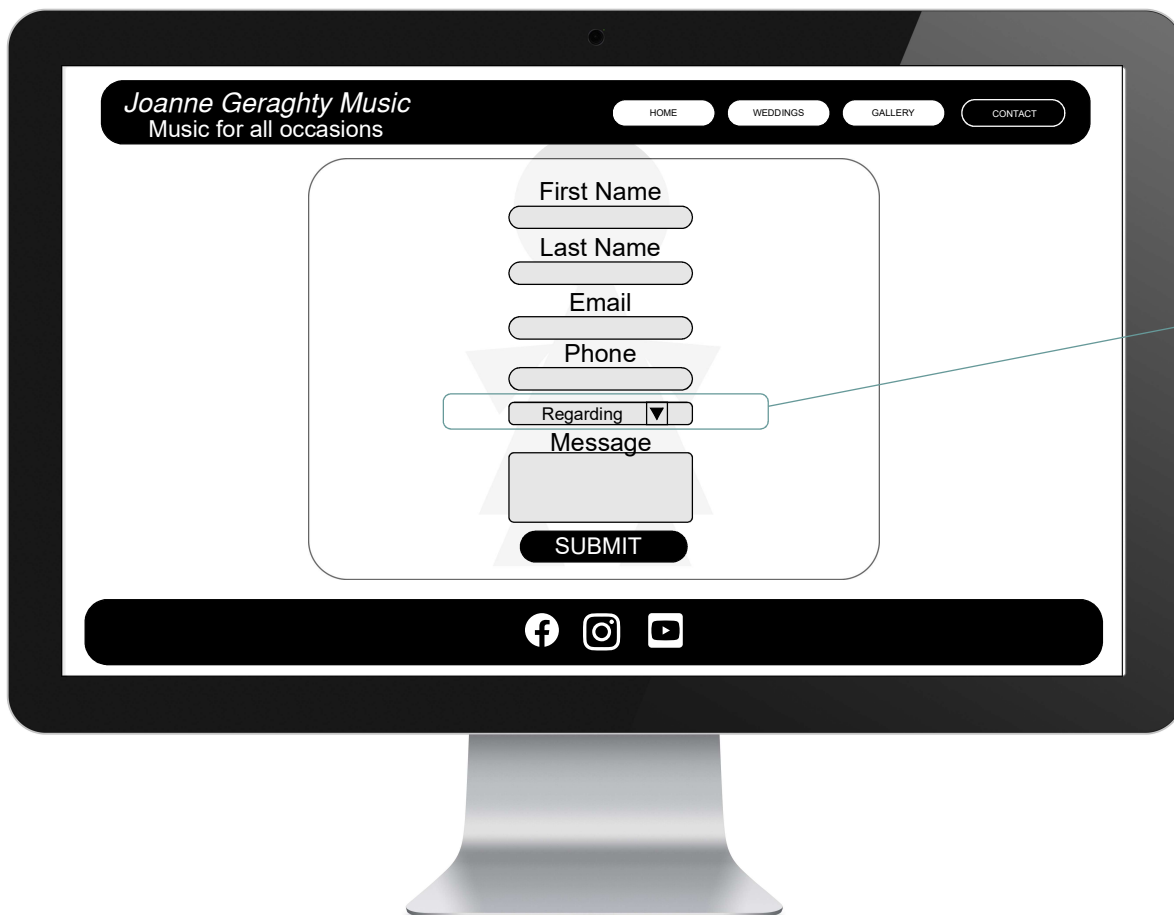 Joanne Geraghty Music
Music for all occasions
HOME
WEDDINGS
GALLERY
CONTACT
First Name
Last Name
Email
Phone
Regarding
Message
SUBMIT